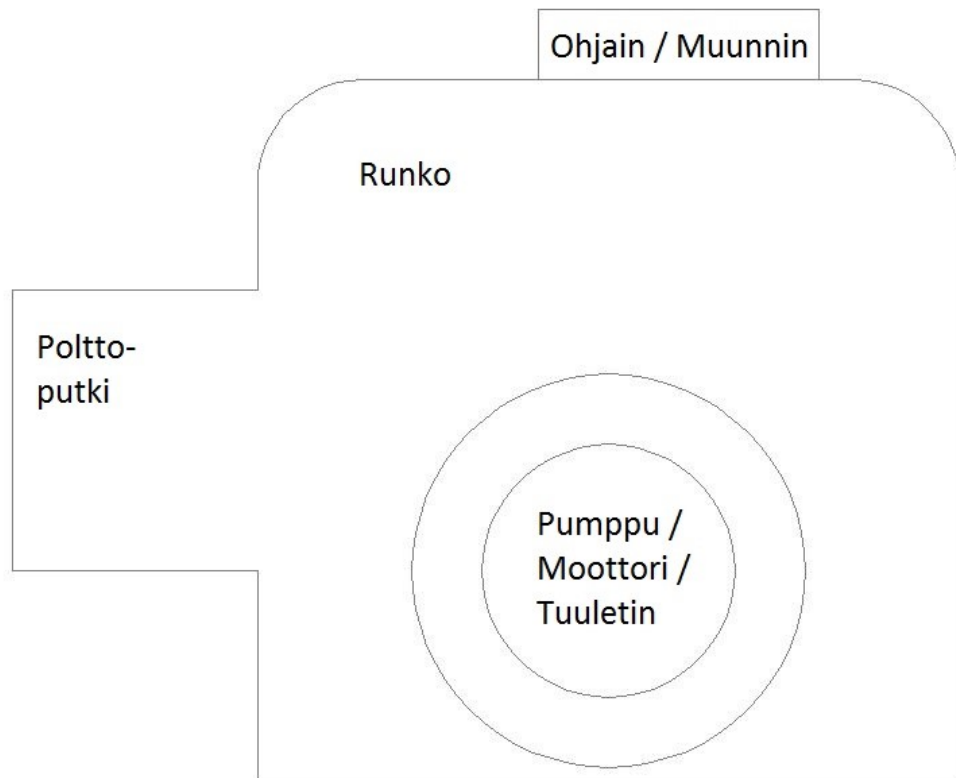 Ohjain / Muunnin
Runko
Poltto-
putki
Pumppu /
Moottori /
Tuuletin